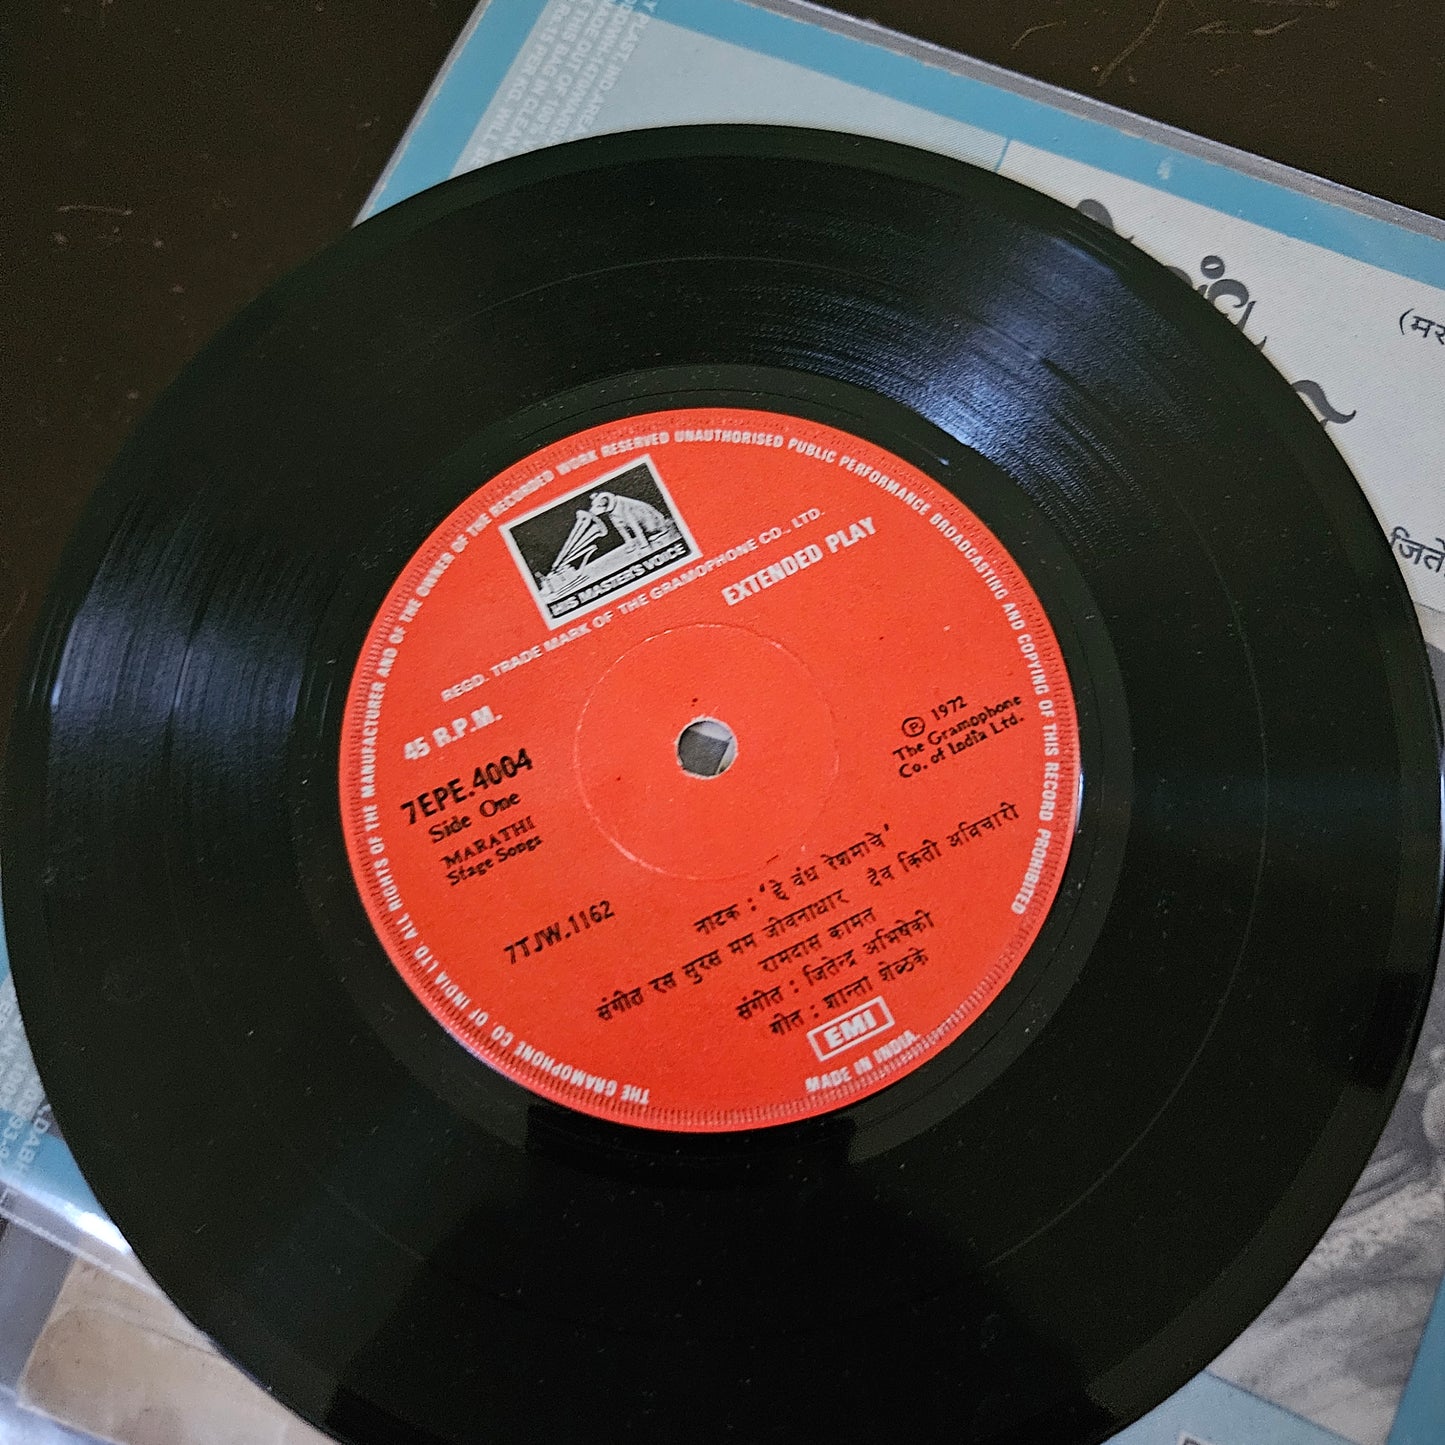 THE GRAMOPHONE CO OF INDIA LTD ALL RIGHTS OF THE MANUFACTURER AND OF THE OWNER OF THE RECORDED WORK RESERVED UNAUTHORISED PUBLIC PERFORMANCE BROADCASTING AND COPYING OF THIS RECORD PROHIBITED
HIS MASTER'S VOICE
REGD. TRADE MARK OF THE GRAMOPHONE CO., LTD.
EXTENDED PLAY
45 R.P.M.
7EPE.4004
Side One
MARATHI
Stage Songs
7TJW.1162
℗ 1972
The Gramophone
Co. of India Ltd.
नाटक : 'हे बंध रेशमाचे'
संगीत रस सुरस मम जीवनाधार दैव किती अविचारी
रामदास कामत
संगीत : जितेन्द्र अभिषेकी
गीत : शान्ता शेळके
EMI
MADE IN INDIA